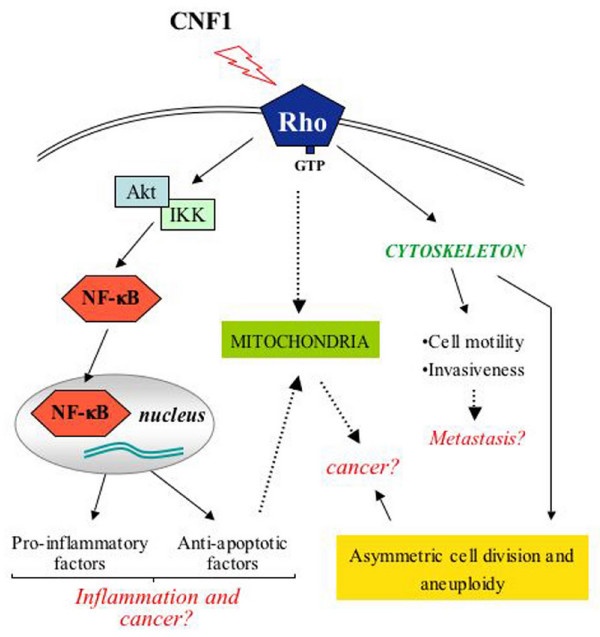 CNF1
Rho
GTP
Akt
IKK
CYTOSKELETON
NF-κB
MITOCHONDRIA
•Cell motility
•Invasiveness
NF-κB
nucleus
Metastasis?
cancer?
Pro-inflammatory
factors
Anti-apoptotic
factors
Asymmetric cell division and
aneuploidy
Inflammation and
cancer?